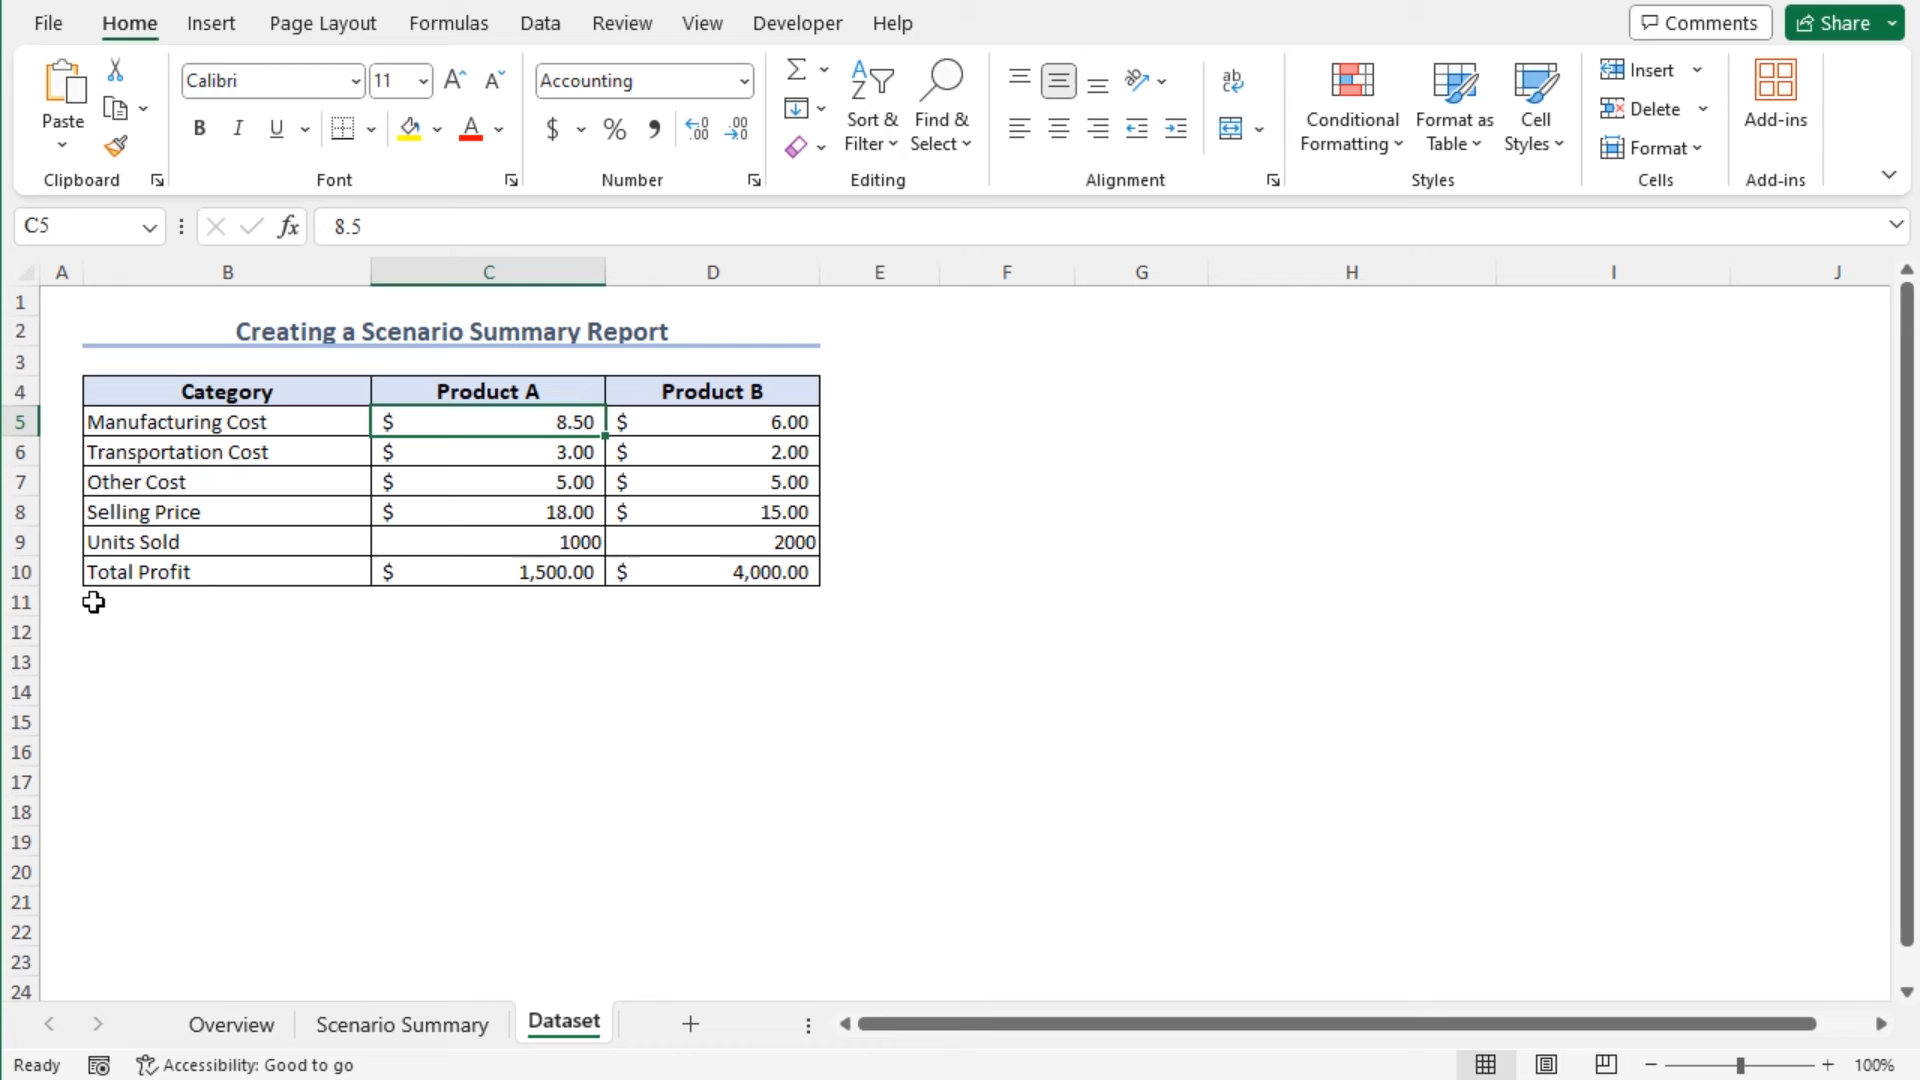 File Home Insert Page Layout Formulas Data Review View Developer Help Comments Share
Calibri 11 A A Accounting
Paste
B I U A $ % 9 .00 .00
Sort & Filter
Find & Select
ab
Conditional Formatting
Format as Table
Cell Styles
Insert
Delete
Format
Add-ins
Clipboard Font Number Editing Alignment Styles Cells Add-ins
C5 fx 8.5
A B C D E F G H I J
1
2 Creating a Scenario Summary Report
3
4 Category Product A Product B
5 Manufacturing Cost $ 8.50 $ 6.00
6 Transportation Cost $ 3.00 $ 2.00
7 Other Cost $ 5.00 $ 5.00
8 Selling Price $ 18.00 $ 15.00
9 Units Sold 1000 2000
10 Total Profit $ 1,500.00 $ 4,000.00
11
12
13
14
15
16
17
18
19
20
21
22
23
24
Overview Scenario Summary Dataset
Ready Accessibility: Good to go 100%